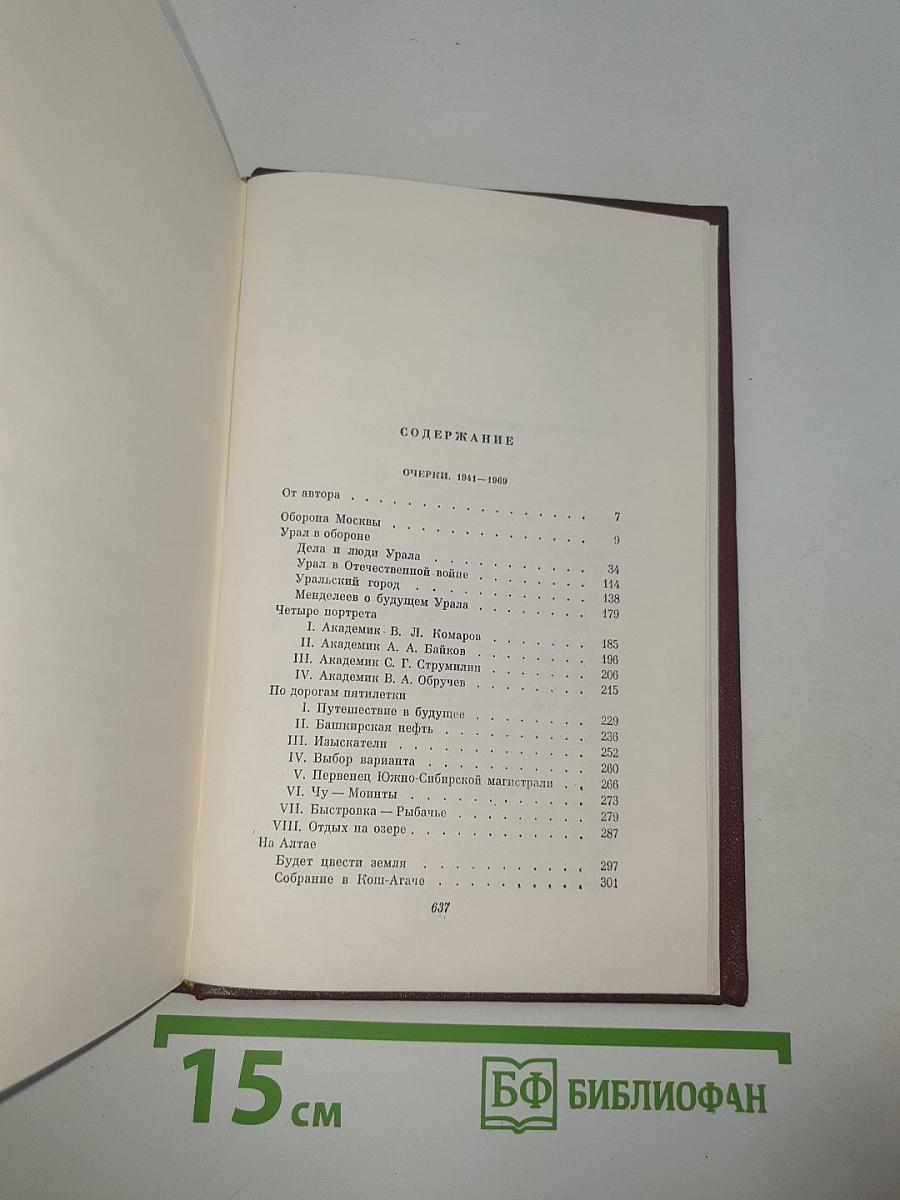 СОДЕРЖАНИЕ
ОЧЕРКИ. 1941—1969
От автора . . . . . . . . . . . . . . . . 7
Оборона Москвы . . . . . . . . . . . . . 9
Урал в обороне
Дела и люди Урала . . . . . . . . . . . 34
Урал в Отечественной войне . . . . . . . 114
Уральский город . . . . . . . . . . . . 138
Менделеев о будущем Урала . . . . . . . 179
Четыре портрета
I. Академик В. Л. Комаров . . . . . . 185
II. Академик А. А. Байков . . . . . . . 196
III. Академик С. Г. Струмилин . . . . . . 206
IV. Академик В. А. Обручев . . . . . . . 215
По дорогам пятилетки
I. Путешествие в будущее . . . . . . . 229
II. Башкирская нефть . . . . . . . . . 236
III. Изыскатели . . . . . . . . . . . . 252
IV. Выбор варианта . . . . . . . . . . 260
V. Первенец Южно-Сибирской магистрали . . 266
VI. Чу — Моинты . . . . . . . . . . . 273
VII. Быстровка — Рыбачье . . . . . . . . 279
VIII. Отдых на озере . . . . . . . . . . 287
На Алтае
Будет цвести земля . . . . . . . . . . 297
Собрание в Кош-Агаче . . . . . . . . . 301
637
15 см
БФ БИБЛИОФАН